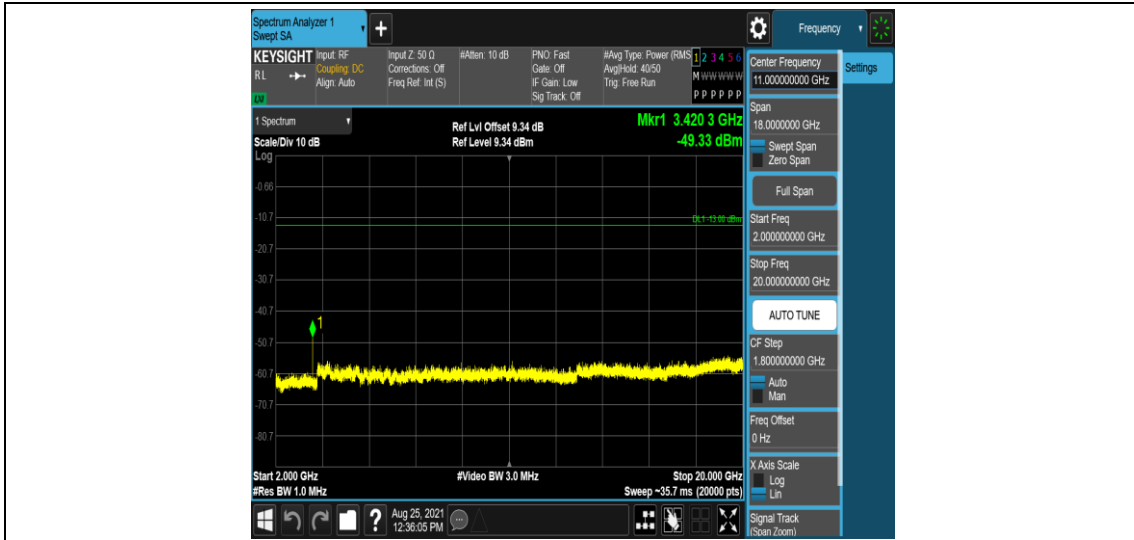 Spectrum Analyzer 1
Swept SA
Frequency
KEYSIGHT
RL
Input: RF
Coupling: DC
Align: Auto
Input Z: 50 Ω
Corrections: Off
Freq Ref: Int (S)
#Atten: 10 dB
PNO: Fast
Gate: Off
IF Gain: Low
Sig Track: Off
#Avg Type: Power (RMS
Avg|Hold: 40/50
Trig: Free Run
1 2 3 4 5 6
M W W W W W
P P P P P P
1 Spectrum
Scale/Div 10 dB
Ref Lvl Offset 9.34 dB
Ref Level 9.34 dBm
Mkr1 3.420 3 GHz
-49.33 dBm
Log
-0.66
-10.7
DL1 -13.00 dBm
-20.7
-30.7
-40.7
1
-50.7
-60.7
-70.7
-80.7
Start 2.000 GHz
#Res BW 1.0 MHz
#Video BW 3.0 MHz
Stop 20.000 GHz
Sweep ~35.7 ms (20000 pts)
Center Frequency
11.000000000 GHz
Settings
Span
18.0000000 GHz
Swept Span
Zero Span
Full Span
Start Freq
2.000000000 GHz
Stop Freq
20.000000000 GHz
AUTO TUNE
CF Step
1.800000000 GHz
Auto
Man
Freq Offset
0 Hz
X Axis Scale
Log
Lin
Signal Track
(Span Zoom)
?
Aug 25, 2021
12:36:05 PM